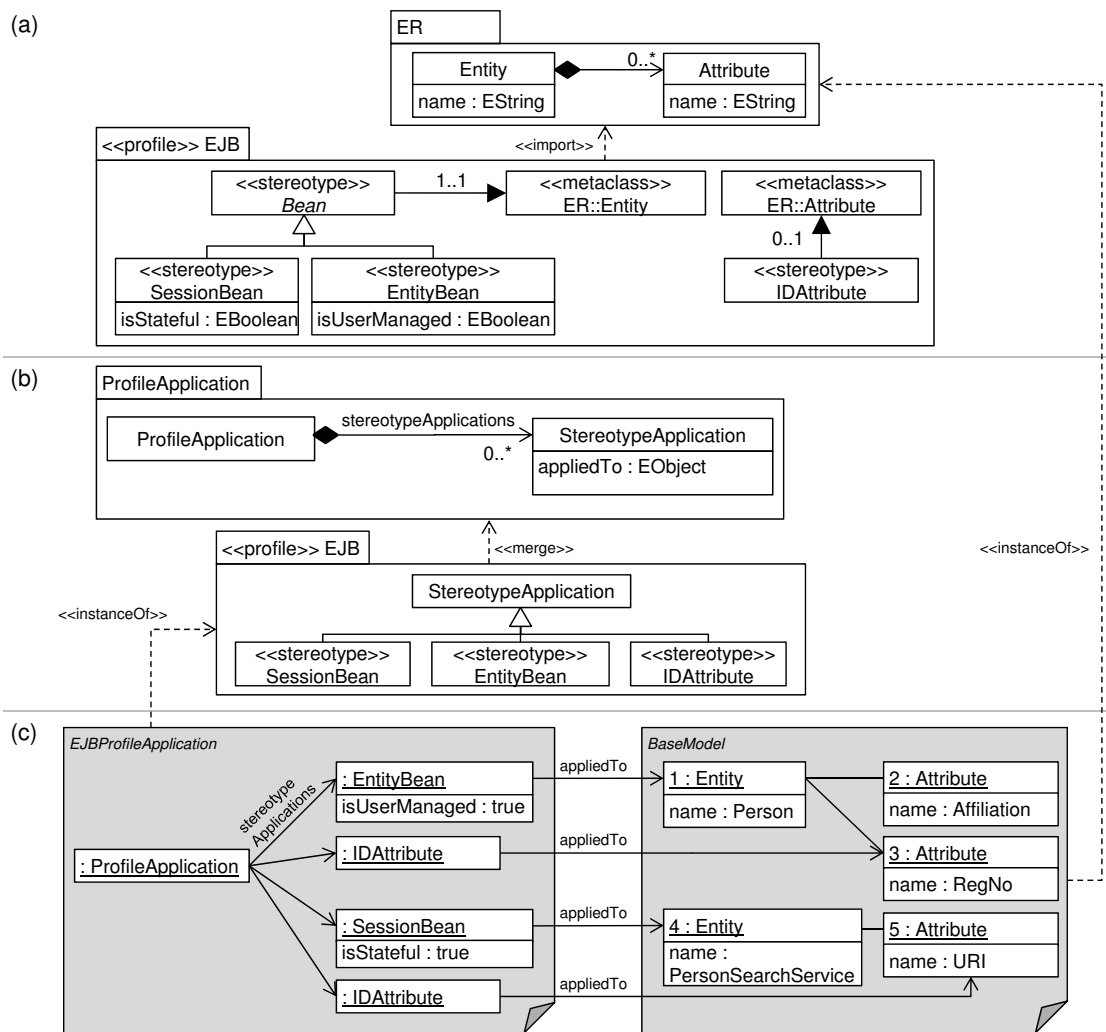 (a)
ER
Entity
0..*
Attribute
name : EString
name : EString
<<profile>> EJB
<<import>>
<<stereotype>>
Bean
1..1
<<metaclass>>
ER::Entity
<<metaclass>>
ER::Attribute
0..1
<<stereotype>>
SessionBean
isStateful : EBoolean
<<stereotype>>
EntityBean
isUserManaged : EBoolean
<<stereotype>>
IDAttribute
(b)
ProfileApplication
ProfileApplication
stereotypeApplications
0..*
StereotypeApplication
appliedTo : EObject
<<profile>> EJB
<<merge>>
<<instanceOf>>
StereotypeApplication
<<instanceOf>>
<<stereotype>>
SessionBean
<<stereotype>>
EntityBean
<<stereotype>>
IDAttribute
(c)
EJBProfileApplication
: ProfileApplication
stereotype
Applications
: EntityBean
isUserManaged : true
: IDAttribute
: SessionBean
isStateful : true
: IDAttribute
appliedTo
appliedTo
appliedTo
appliedTo
BaseModel
1 : Entity
name : Person
2 : Attribute
name : Affiliation
3 : Attribute
name : RegNo
4 : Entity
name :
PersonSearchService
5 : Attribute
name : URI